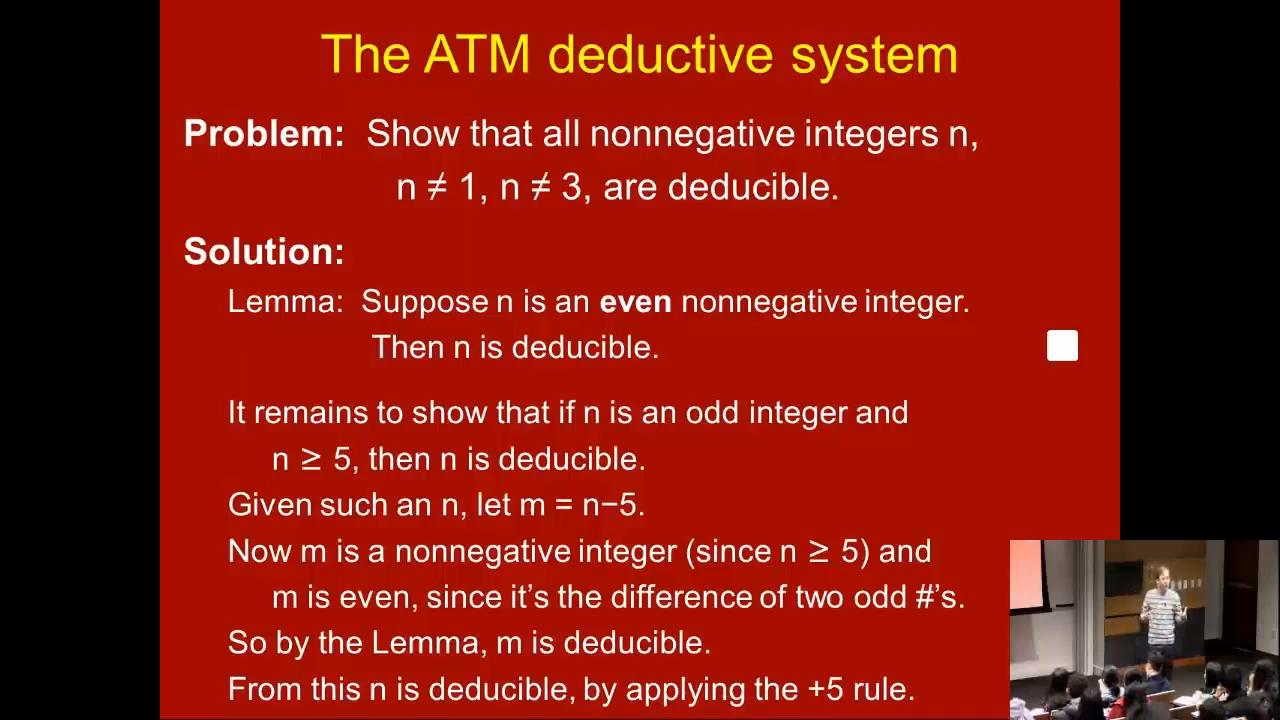 The ATM deductive system
Problem: Show that all nonnegative integers n,
n ≠ 1, n ≠ 3, are deducible.
Solution:
Lemma: Suppose n is an even nonnegative integer.
Then n is deducible.
It remains to show that if n is an odd integer and
n ≥ 5, then n is deducible.
Given such an n, let m = n−5.
Now m is a nonnegative integer (since n ≥ 5) and
m is even, since it’s the difference of two odd #’s.
So by the Lemma, m is deducible.
From this n is deducible, by applying the +5 rule.